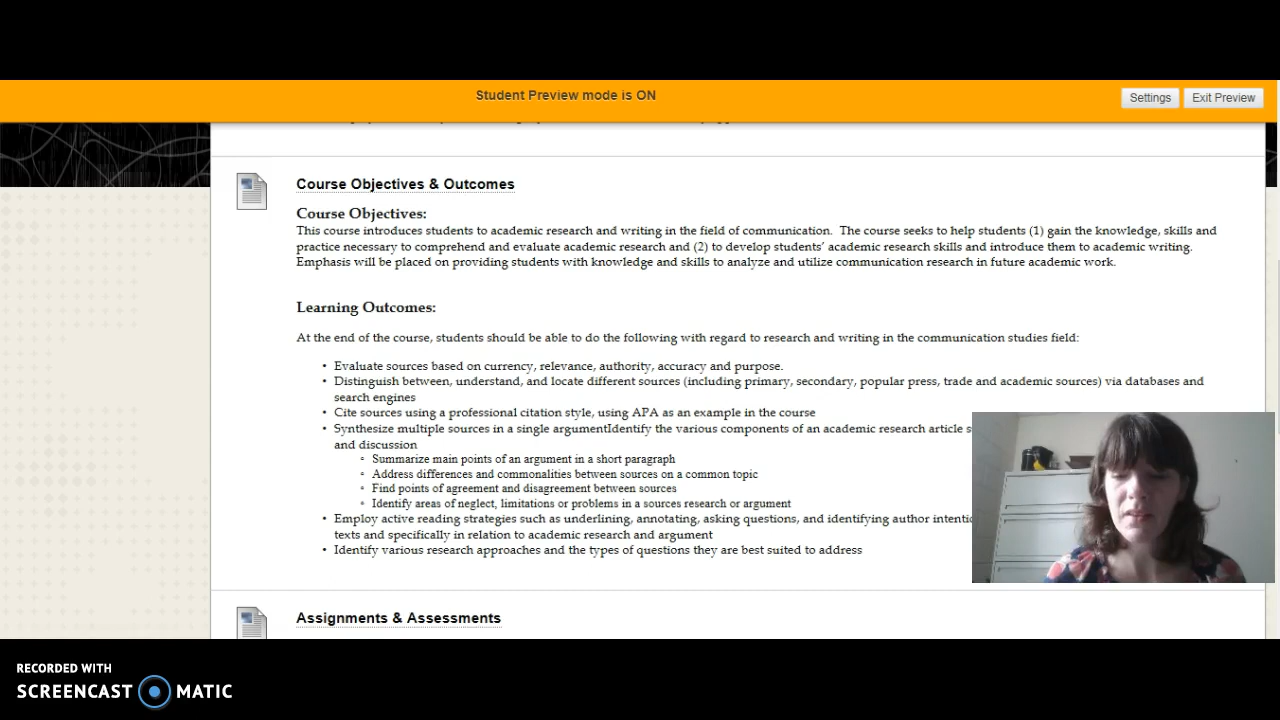 Student Preview mode is ON
Settings
Exit Preview
Course Objectives & Outcomes
Course Objectives:
This course introduces students to academic research and writing in the field of communication. The course seeks to help students (1) gain the knowledge, skills and
practice necessary to comprehend and evaluate academic research and (2) to develop students' academic research skills and introduce them to academic writing.
Emphasis will be placed on providing students with knowledge and skills to analyze and utilize communication research in future academic work.
Learning Outcomes:
At the end of the course, students should be able to do the following with regard to research and writing in the communication studies field:
• Evaluate sources based on currency, relevance, authority, accuracy and purpose.
• Distinguish between, understand, and locate different sources (including primary, secondary, popular press, trade and academic sources) via databases and
search engines
• Cite sources using a professional citation style, using APA as an example in the course
• Synthesize multiple sources in a single argumentIdentify the various components of an academic research article
and discussion
◦ Summarize main points of an argument in a short paragraph
◦ Address differences and commonalities between sources on a common topic
◦ Find points of agreement and disagreement between sources
◦ Identify areas of neglect, limitations or problems in a sources research or argument
• Employ active reading strategies such as underlining, annotating, asking questions, and identifying author
texts and specifically in relation to academic research and argument
• Identify various research approaches and the types of questions they are best suited to address
Assignments & Assessments
RECORDED WITH
SCREENCAST MATIC